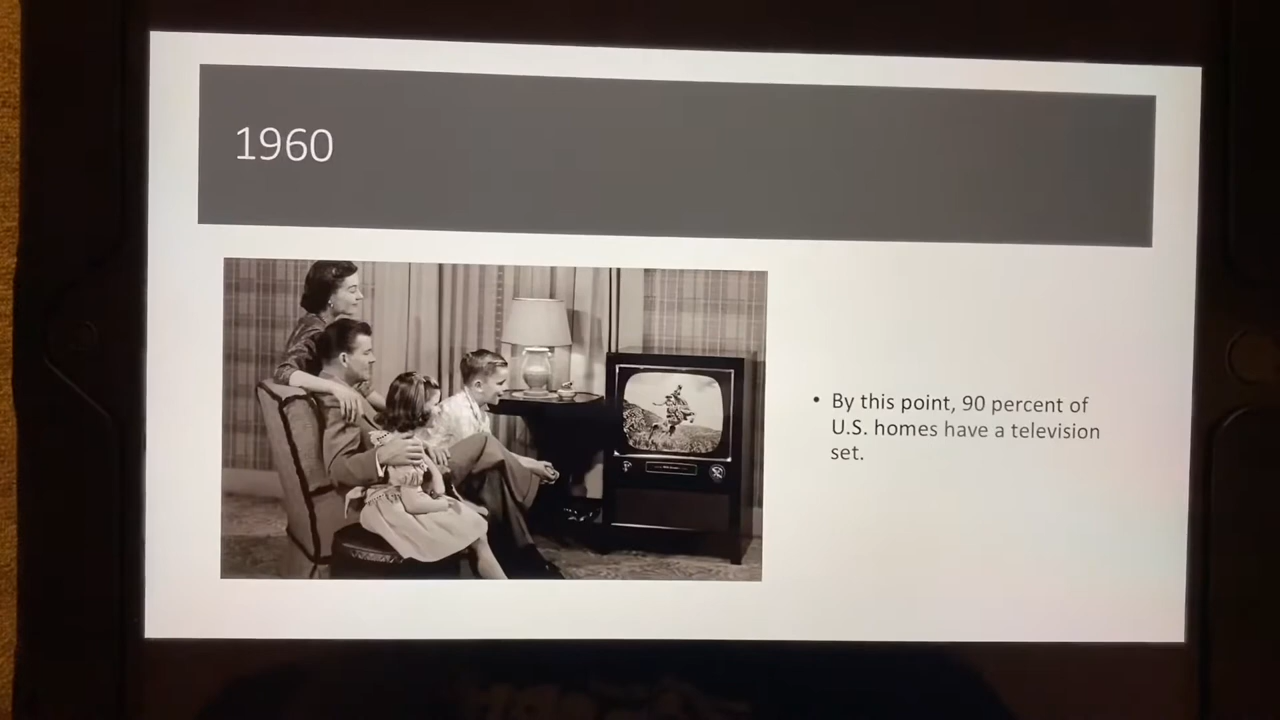 1960
• By this point, 90 percent of
U.S. homes have a television
set.